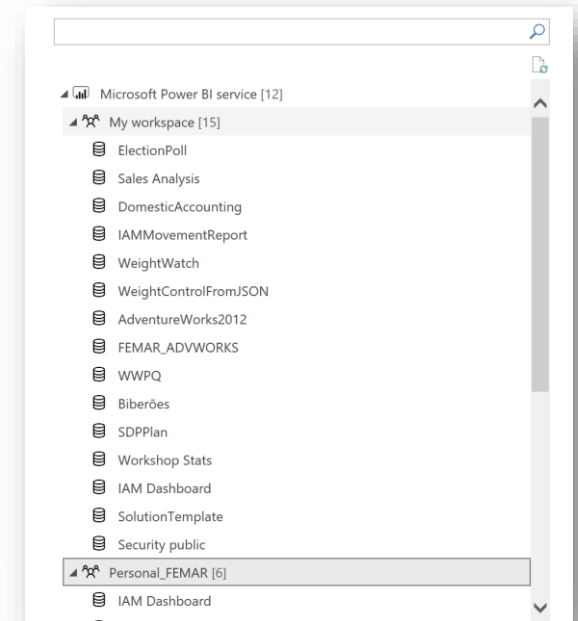 Microsoft Power BI service [12]
My workspace [15]
ElectionPoll
Sales Analysis
DomesticAccounting
IAMMovementReport
WeightWatch
WeightControlFromJSON
AdventureWorks2012
FEMAR_ADVWORKS
WWPQ
Biberões
SDPPlan
Workshop Stats
IAM Dashboard
SolutionTemplate
Security public
Personal_FEMAR [6]
IAM Dashboard